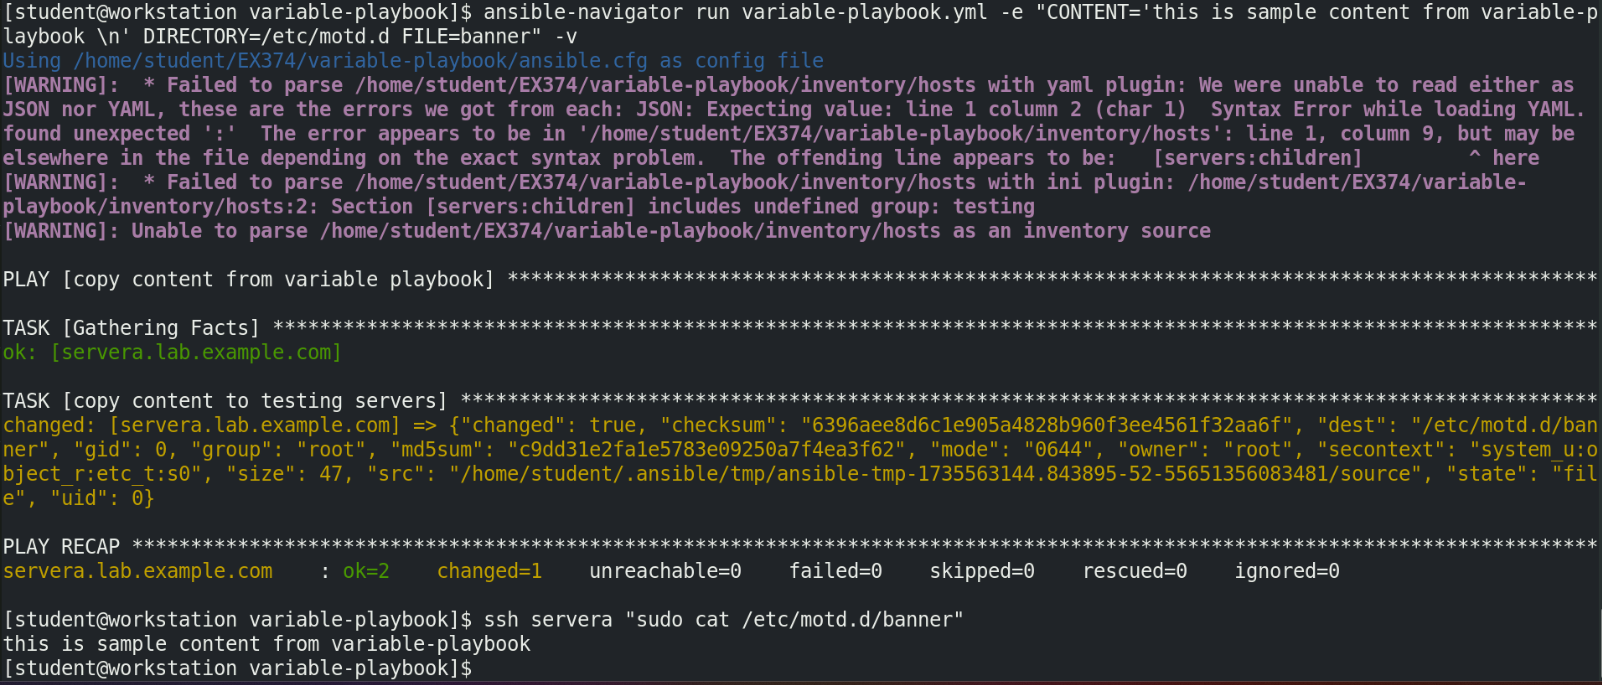 [student@workstation variable-playbook]$ ansible-navigator run variable-playbook.yml -e "CONTENT='this is sample content from variable-p
laybook \n' DIRECTORY=/etc/motd.d FILE=banner" -v
Using /home/student/EX374/variable-playbook/ansible.cfg as config file
[WARNING]:  * Failed to parse /home/student/EX374/variable-playbook/inventory/hosts with yaml plugin: We were unable to read either as
JSON nor YAML, these are the errors we got from each: JSON: Expecting value: line 1 column 2 (char 1)  Syntax Error while loading YAML.
found unexpected ':'  The error appears to be in '/home/student/EX374/variable-playbook/inventory/hosts': line 1, column 9, but may be
elsewhere in the file depending on the exact syntax problem.  The offending line appears to be:   [servers:children]         ^ here
[WARNING]:  * Failed to parse /home/student/EX374/variable-playbook/inventory/hosts with ini plugin: /home/student/EX374/variable-
playbook/inventory/hosts:2: Section [servers:children] includes undefined group: testing
[WARNING]: Unable to parse /home/student/EX374/variable-playbook/inventory/hosts as an inventory source
PLAY [copy content from variable playbook] *********************************************************************************************
TASK [Gathering Facts] *****************************************************************************************************************
ok: [servera.lab.example.com]
TASK [copy content to testing servers] *************************************************************************************************
changed: [servera.lab.example.com] => {"changed": true, "checksum": "6396aee8d6c1e905a4828b960f3ee4561f32aa6f", "dest": "/etc/motd.d/ban
ner", "gid": 0, "group": "root", "md5sum": "c9dd31e2fa1e5783e09250a7f4ea3f62", "mode": "0644", "owner": "root", "secontext": "system_u:o
bject_r:etc_t:s0", "size": 47, "src": "/home/student/.ansible/tmp/ansible-tmp-1735563144.843895-52-55651356083481/source", "state": "fil
e", "uid": 0}
PLAY RECAP *****************************************************************************************************************************
servera.lab.example.com    : ok=2    changed=1    unreachable=0    failed=0    skipped=0    rescued=0    ignored=0
[student@workstation variable-playbook]$ ssh servera "sudo cat /etc/motd.d/banner"
this is sample content from variable-playbook
[student@workstation variable-playbook]$